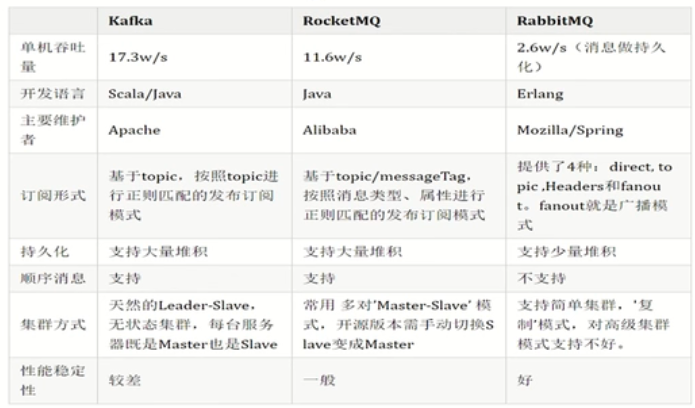 Kafka
RocketMQ
RabbitMQ
单机吞吐
量
17.3w/s
11.6w/s
2.6w/s（消息做持久
化）
开发语言
Scala/Java
Java
Erlang
主要维护
者
Apache
Alibaba
Mozilla/Spring
订阅形式
基于topic，按照topic进
行正则匹配的发布订阅
模式
基于topic/messageTag，
按照消息类型、属性进行
正则匹配的发布订阅模式
提供了4种：direct, to
pic ,Headers和fanou
t。fanout就是广播模
式
持久化
支持大量堆积
支持大量堆积
支持少量堆积
顺序消息
支持
支持
不支持
集群方式
天然的Leader-Slave，
无状态集群，每台服务
器既是Master也是Slave
常用 多对'Master-Slave' 模
式，开源版本需手动切换S
lave变成Master
支持简单集群，'复
制'模式，对高级集群
模式支持不好。
性能稳定
性
较差
一般
好